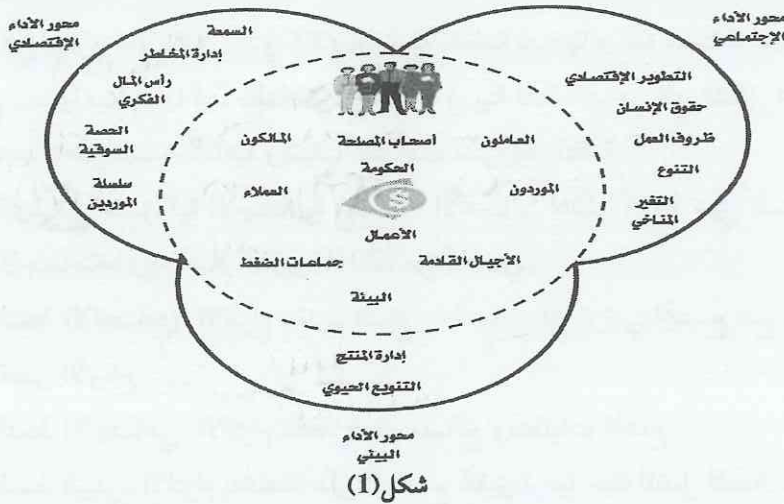 محور الأداء
الإجتماعي
محور الأداء
الإقتصادي
السمعة
إدارة المخاطر
رأس المال
الفكري
الحصة
السوقية
سلسلة
الموردين
التطوير الإقتصادي
حقوق الإنسان
ظروف العمل
التنوع
التغير
المناخي
العاملون
أصحاب المصلحة
المالكون
الحكومة
الموردون
العملاء
S
الأعمال
الأجيال القادمة
جماعات الضغط
البيئة
إدارة المنتج
التنويع الحيوي
محور الأداء
البيئي
شكل(1)